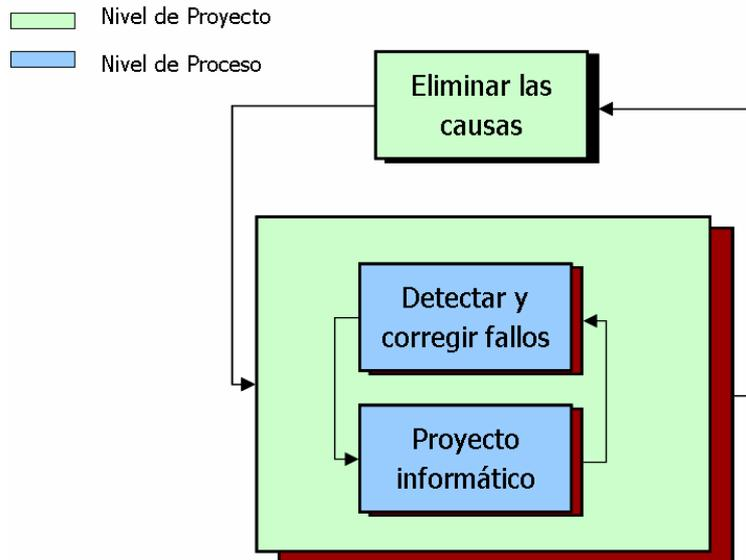 Nivel de Proyecto
Nivel de Proceso
Eliminar las
causas
Detectar y
corregir fallos
Proyecto
informático